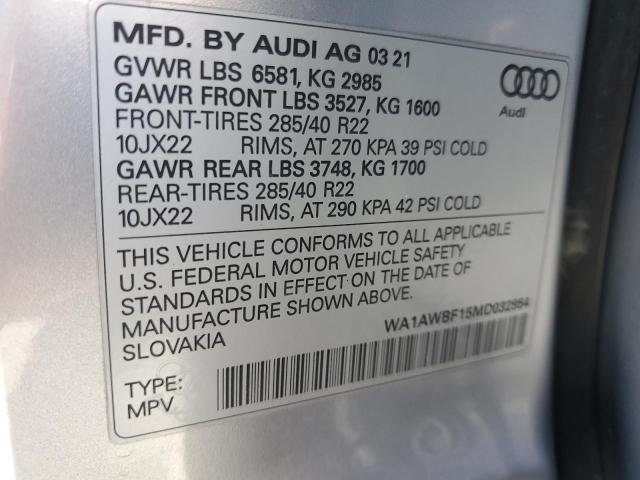 MFD. BY AUDI AG 03 21
GVWR LBS 6581, KG 2985
GAWR FRONT LBS 3527, KG 1600
FRONT-TIRES 285/40 R22
10JX22 RIMS, AT 270 KPA 39 PSI COLD
GAWR REAR LBS 3748, KG 1700
REAR-TIRES 285/40 R22
10JX22 RIMS, AT 290 KPA 42 PSI COLD
Audi
THIS VEHICLE CONFORMS TO ALL APPLICABLE
U.S. FEDERAL MOTOR VEHICLE SAFETY
STANDARDS IN EFFECT ON THE DATE OF
MANUFACTURE SHOWN ABOVE.
SLOVAKIA
WA1AWBF15MD032854
TYPE:
MPV